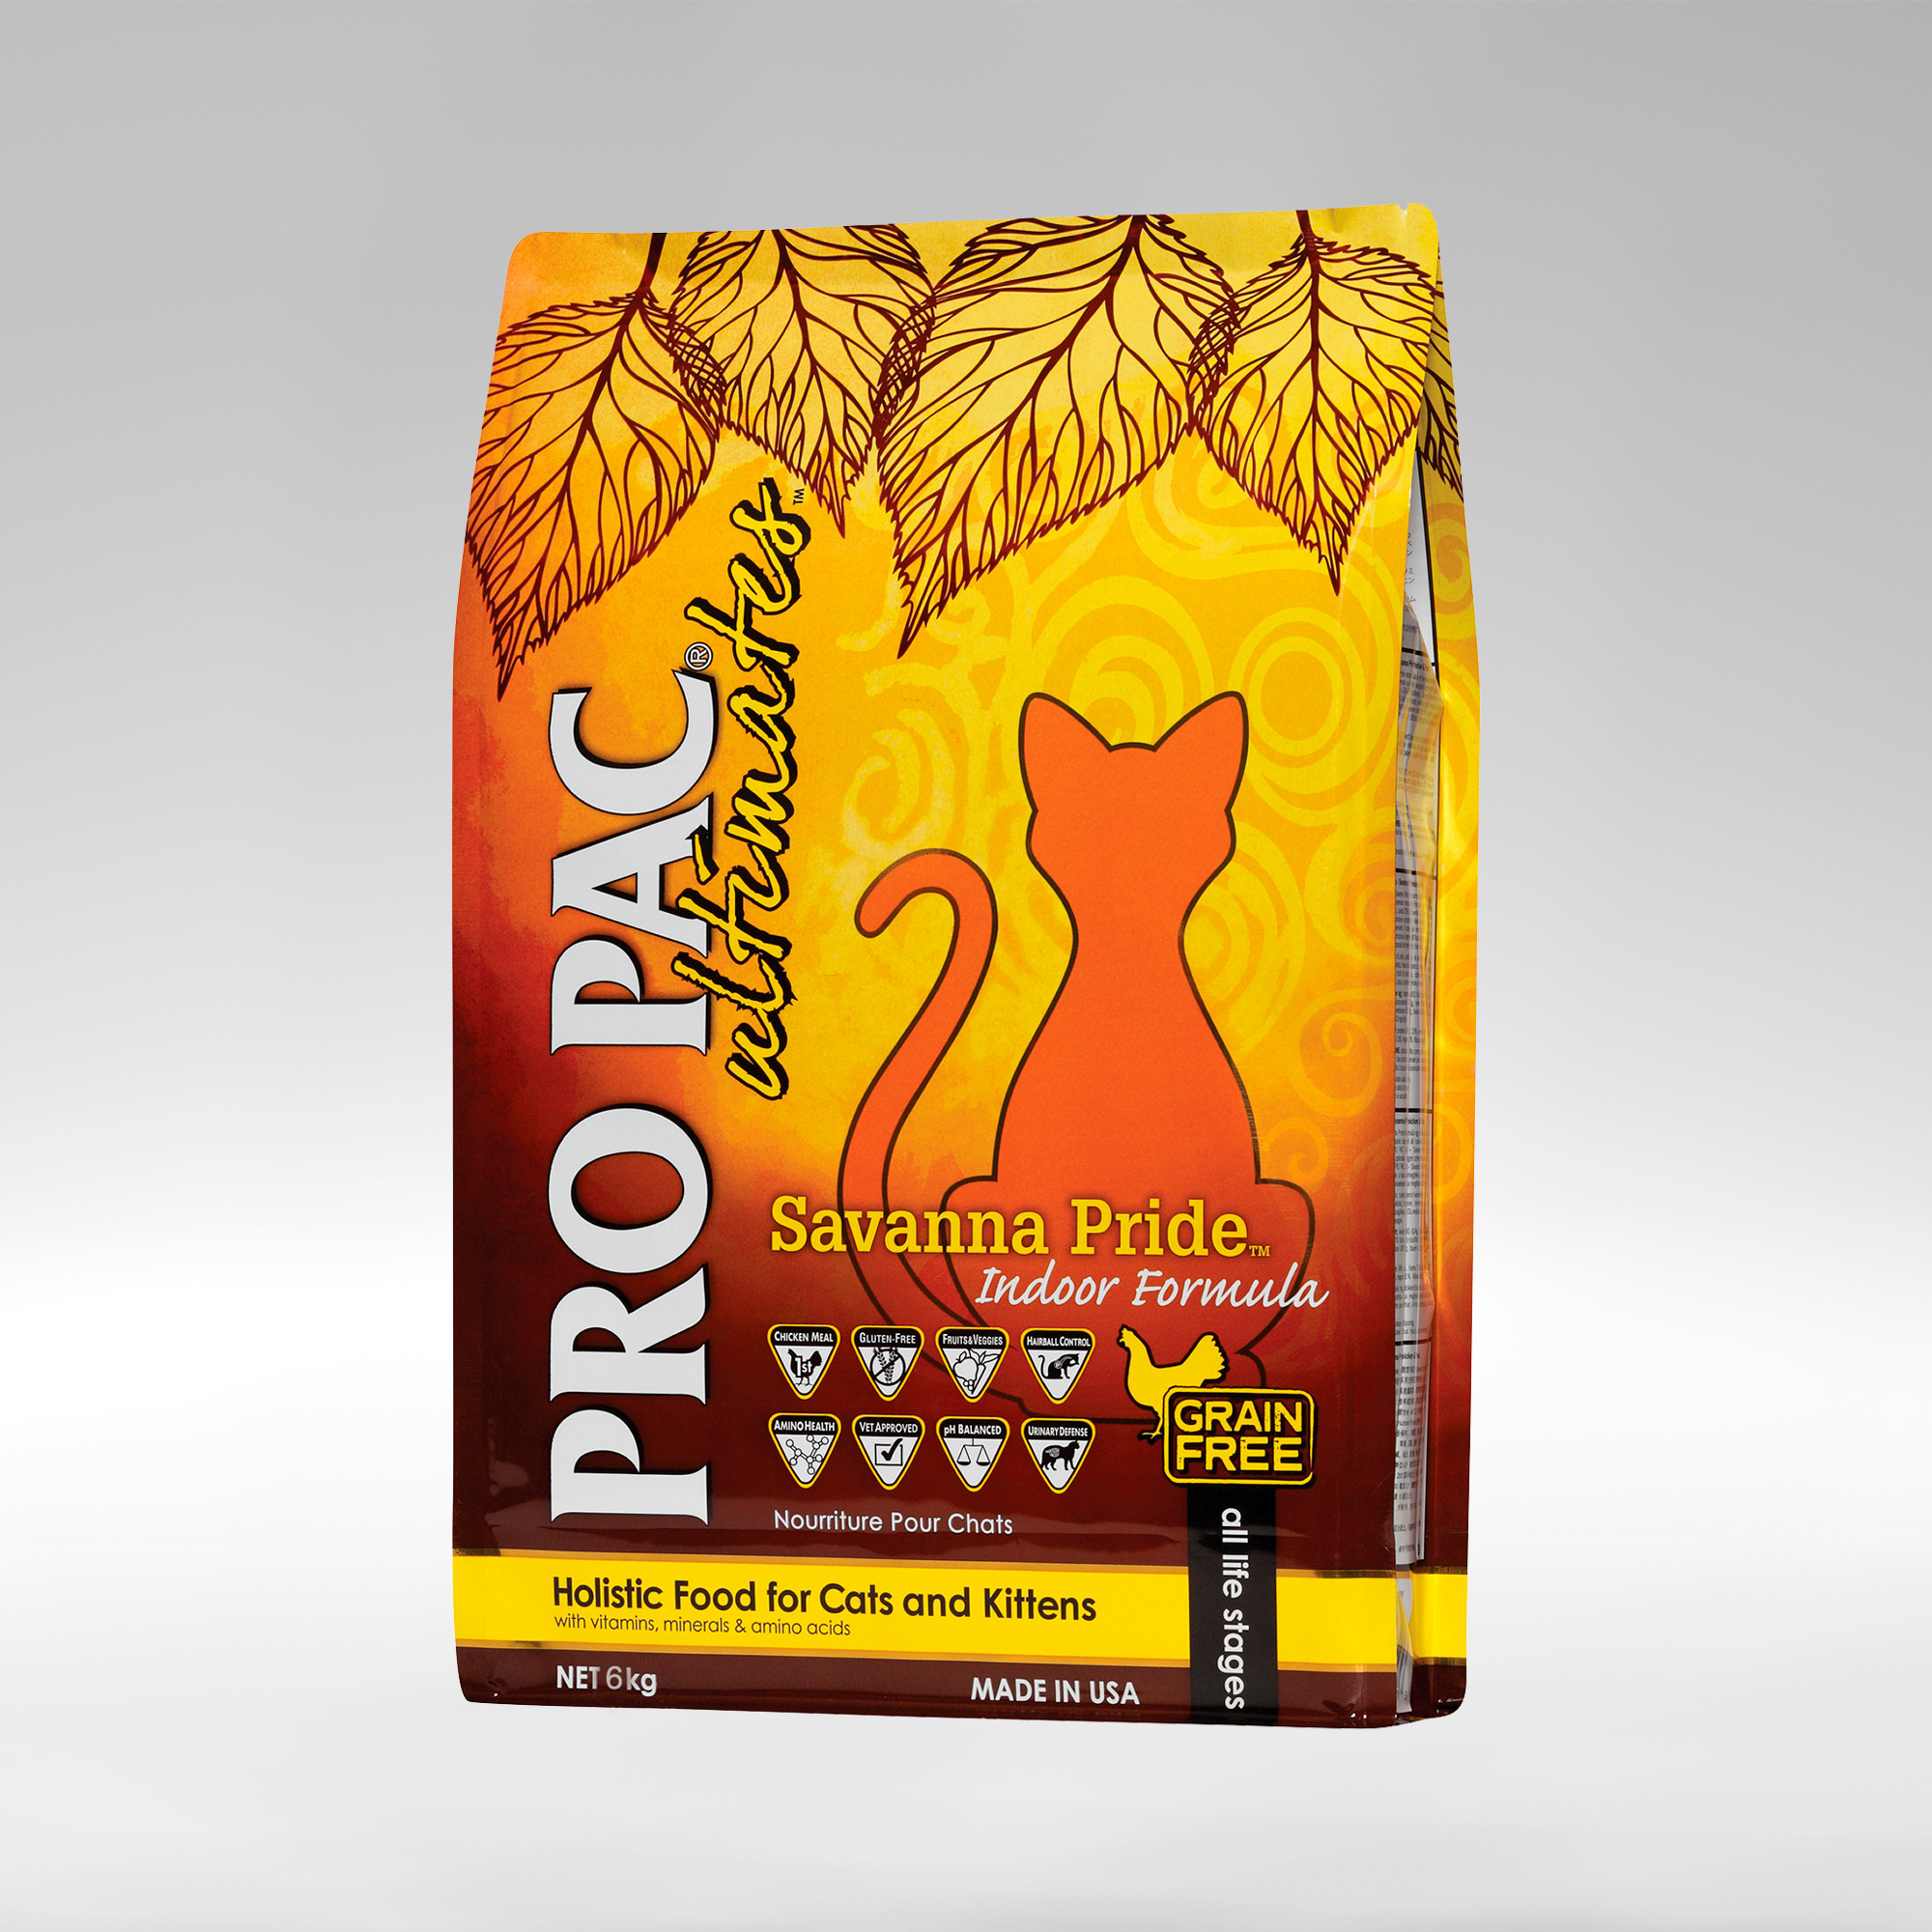 PRO PAC®
ultimates™
Savanna Pride™
Indoor Formula
CHICKEN MEAL
1st
GLUTEN-FREE
FRUITS & VEGGIES
HAIRBALL CONTROL
AMINO HEALTH
VET APPROVED
pH BALANCED
URINARY DEFENSE
GRAIN
FREE
all life stages
Nourriture Pour Chats
Holistic Food for Cats and Kittens
with vitamins, minerals & amino acids
NET 6kg
MADE IN USA